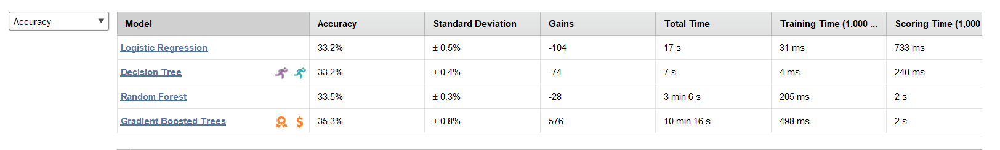 Accuracy
Model Accuracy Standard Deviation Gains Total Time Training Time (1,000 ... Scoring Time (1,000
Logistic Regression 33.2% ± 0.5% -104 17 s 31 ms 733 ms
Decision Tree 33.2% ± 0.4% -74 7 s 4 ms 240 ms
Random Forest 33.5% ± 0.3% -28 3 min 6 s 205 ms 2 s
Gradient Boosted Trees $ 35.3% ± 0.8% 576 10 min 16 s 498 ms 2 s